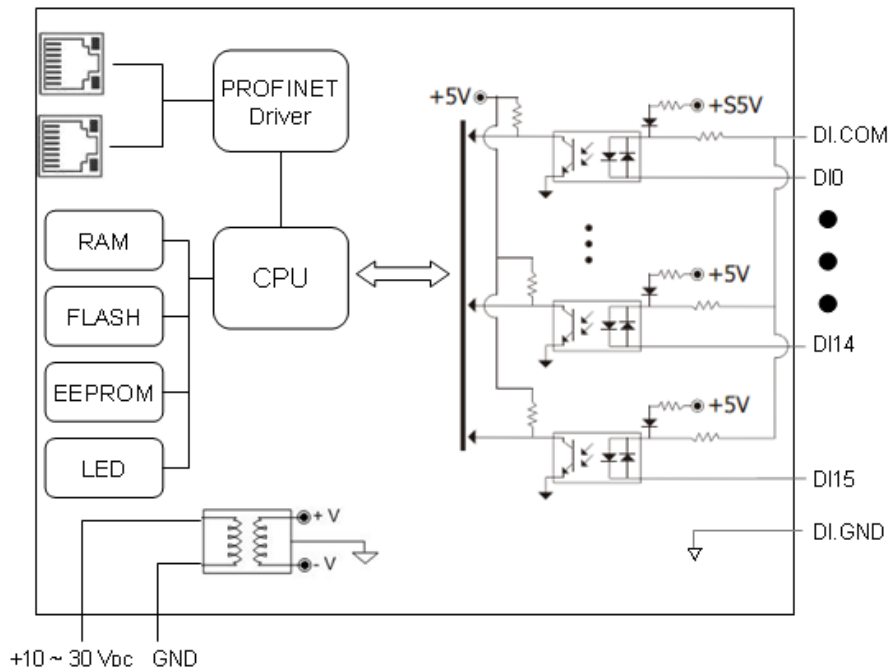 PROFINET
Driver
RAM
FLASH
EEPROM
LED
CPU
+5V
+S5V
DI.COM
DI0
+5V
DI14
+5V
DI15
DI.GND
+ V
- V
+10 ~ 30 VDC
GND